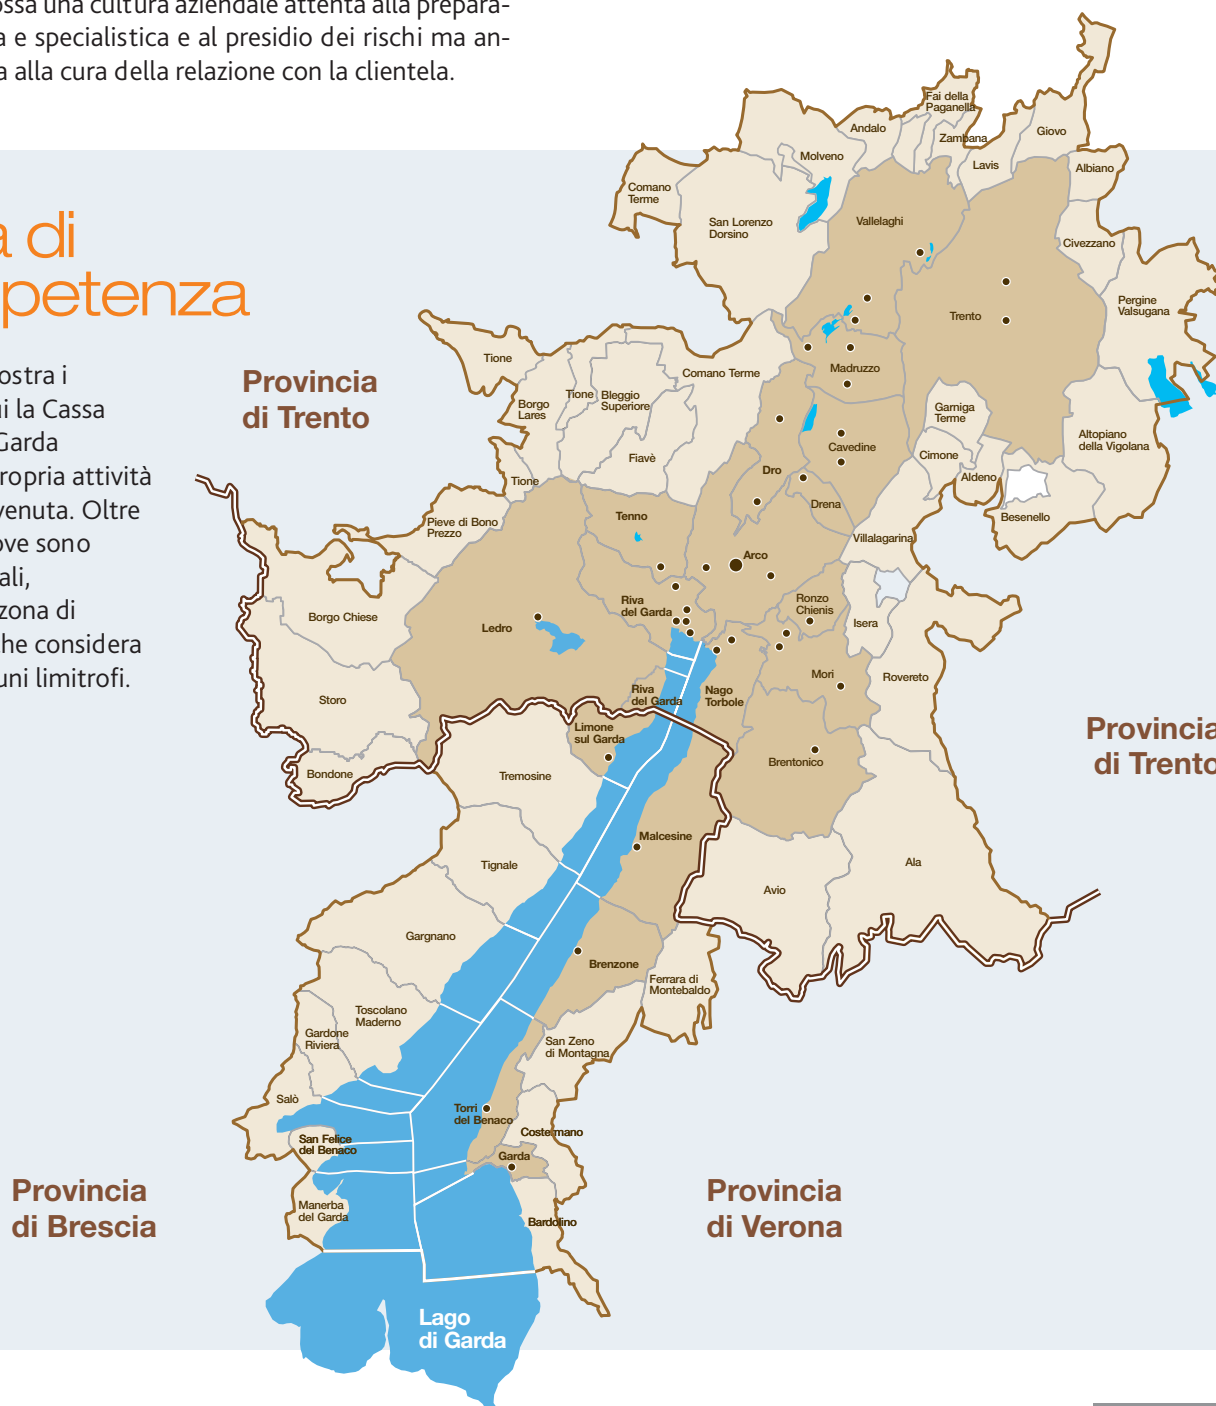 ossa una cultura aziendale attenta alla prepara-
a e specialistica e al presidio dei rischi ma an-
a alla cura della relazione con la clientela.
a di
petenza
ostra i
ui la Cassa
Garda
ropria attività
venuta. Oltre
ove sono
ali,
zona di
che considera
uni limitrofi.
Provincia
di Trento
Fai della
Paganella
Andalo
Zambana
Giovo
Molveno
Lavis
Albiano
Comano
Terme
San Lorenzo
Dorsino
Vallelaghi
Civezzano
Pergine
Valsugana
Trento
Tione
Comano Terme
Madruzzo
Tione
Bleggio
Superiore
Borgo
Lares
Garniga
Terme
Altopiano
della Vigolana
Cavedine
Fiavè
Cimone
Dro
Aldeno
Tione
Drena
Tenno
Besenello
Pieve di Bono
Prezzo
Villalagarina
Arco
Ronzo
Chienis
Riva
del Garda
Borgo Chiese
Isera
Ledro
Mori
Rovereto
Storo
Riva
del Garda
Nago
Torbole
Provincia
di Trento
Limone
sul Garda
Brentonico
Bondone
Tremosine
Malcesine
Tignale
Ala
Avio
Gargnano
Brenzone
Ferrara di
Montebaldo
Toscolano
Maderno
Gardone
Riviera
San Zeno
di Montagna
Salò
Torri
del Benaco
San Felice
del Benaco
Costermano
Garda
Provincia
di Brescia
Manerba
del Garda
Bardolino
Provincia
di Verona
Lago
di Garda